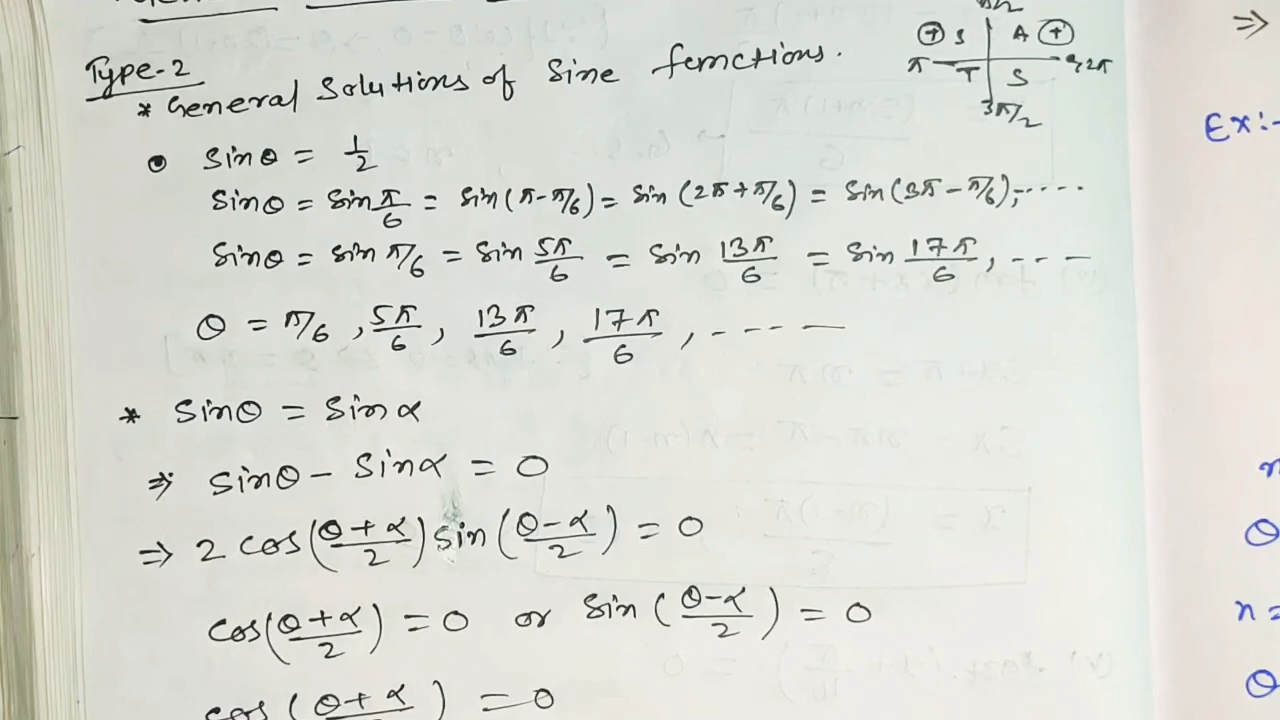 Type-2
* General Solutions of Sine functions.
S A
π T S 2π
3π/2
• sinθ = 1/2
Sinθ = Sin π/6 = Sin(π-π/6) = Sin(2π+π/6) = Sin(3π-π/6),....
Sinθ = Sin π/6 = Sin 5π/6 = Sin 13π/6 = Sin 17π/6, ---
θ = π/6, 5π/6, 13π/6, 17π/6, ----
* Sinθ = Sinα
⇒ Sinθ - Sinα = 0
⇒ 2 cos(θ+α/2) sin(θ-α/2) = 0
cos(θ+α/2) = 0 or Sin(θ-α/2) = 0
cos(θ+α/) = 0
⇒
Ex:-
n
θ
n=
θ